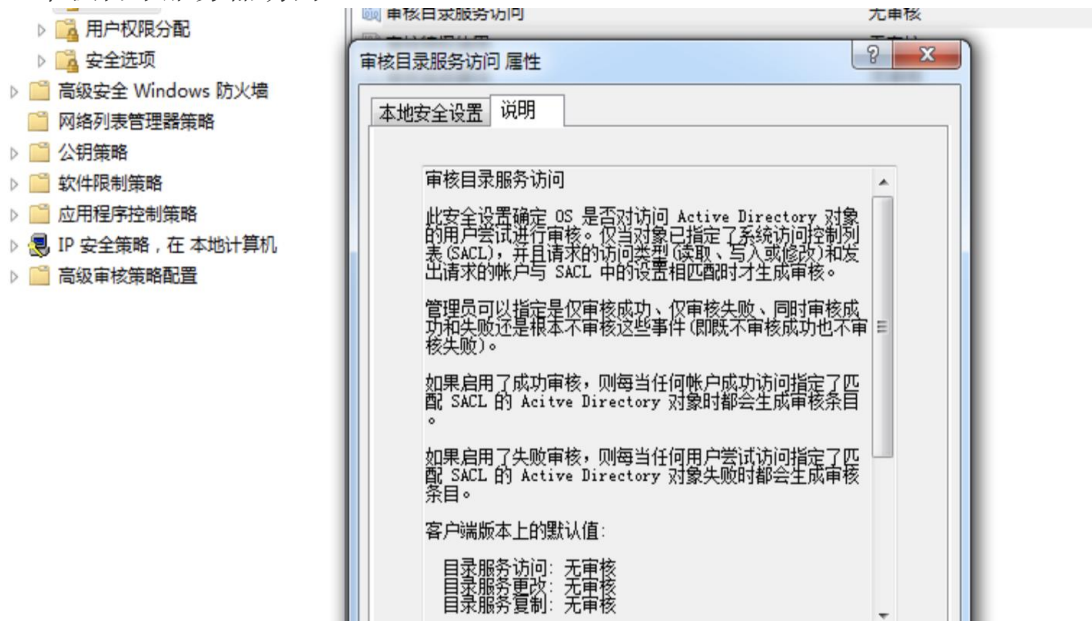 审核目录服务访问
无审核
用户权限分配
安全选项
高级安全 Windows 防火墙
网络列表管理器策略
公钥策略
软件限制策略
应用程序控制策略
IP 安全策略，在 本地计算机
高级审核策略配置
审核目录服务访问 属性
本地安全设置
说明
审核目录服务访问
此安全设置确定 OS 是否对访问 Active Directory 对象
的用户尝试进行审核。仅当对象已指定了系统访问控制列
表(SACL)，并且请求的访问类型(读取、写入或修改)和发
出请求的帐户与 SACL 中的设置相匹配时才生成审核。
管理员可以指定是仅审核成功、仅审核失败、同时审核成
功和失败还是根本不审核这些事件(即既不审核成功也不审
核失败)。
如果启用了成功审核，则每当任何帐户成功访问指定了匹
配 SACL 的 Acitve Directory 对象时都会生成审核条目
。
如果启用了失败审核，则每当任何用户尝试访问指定了匹
配 SACL 的 Active Directory 对象失败时都会生成审核
条目。
客户端版本上的默认值:
目录服务访问: 无审核
目录服务更改: 无审核
目录服务复制: 无审核